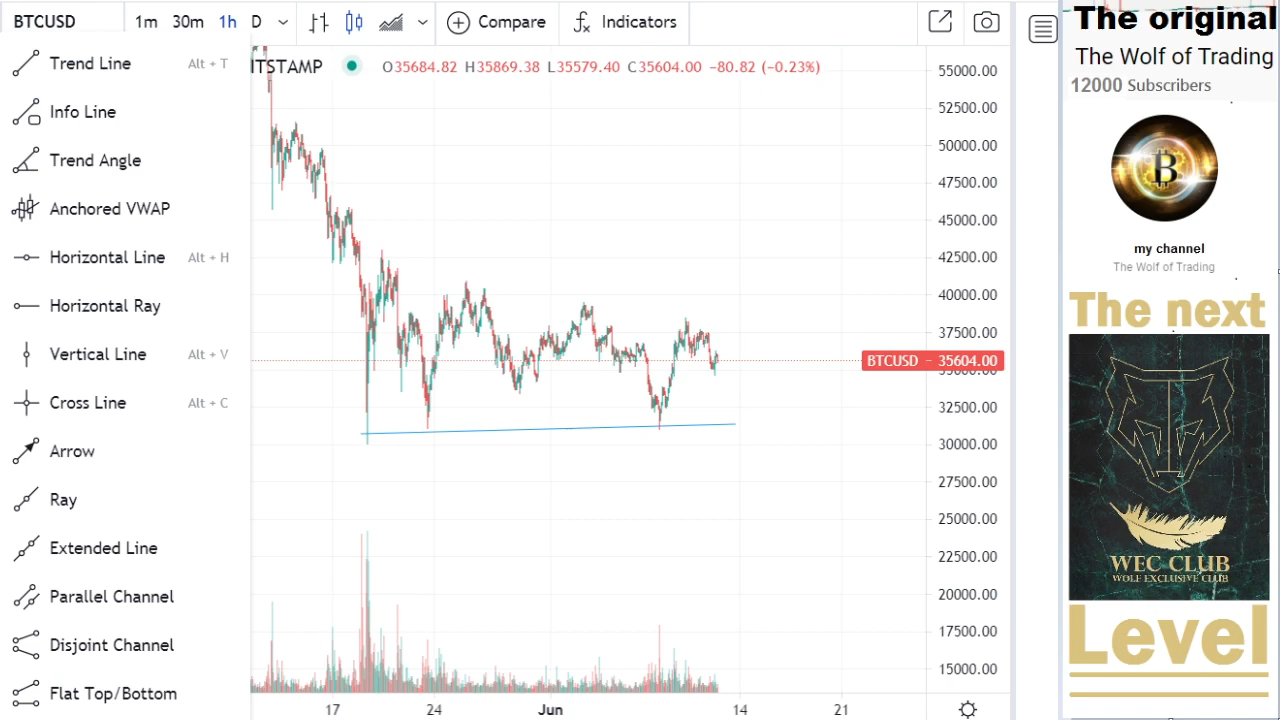 BTCUSD
1m 30m 1h D
Compare
Indicators
Trend Line Alt + T
Info Line
Trend Angle
Anchored VWAP
Horizontal Line Alt + H
Horizontal Ray
Vertical Line Alt + V
Cross Line Alt + C
Arrow
Ray
Extended Line
Parallel Channel
Disjoint Channel
Flat Top/Bottom
ITSTAMP O35684.82 H35869.38 L35579.40 C35604.00 −80.82 (−0.23%)
55000.00
52500.00
50000.00
47500.00
45000.00
42500.00
40000.00
37500.00
BTCUSD − 35604.00
35000.00
32500.00
30000.00
27500.00
25000.00
22500.00
20000.00
17500.00
15000.00
17 24 Jun 14 21
The original
The Wolf of Trading
12000 Subscribers
B
my channel
The Wolf of Trading
The next
WEC CLUB
WOLF EXCLUSIVE CLUB
Level